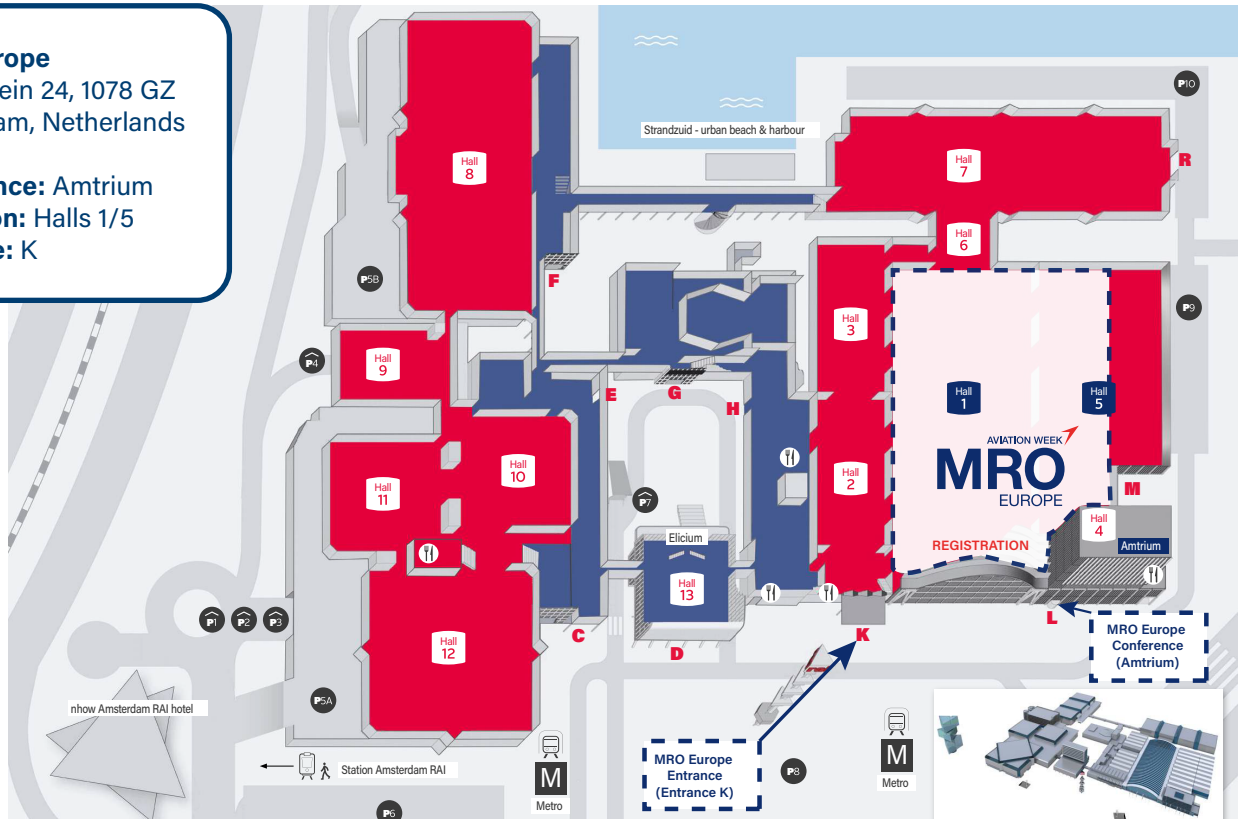 rope
ein 24, 1078 GZ
am, Netherlands
nce: Amtrium
on: Halls 1/5
e: K
Strandzuid - urban beach & harbour
P10
Hall
8
Hall
7
R
Hall
6
F
P5B
Hall
3
P9
P4
Hall
9
E
G
H
Hall
1
Hall
5
AVIATION WEEK
MRO
EUROPE
Hall
10
Hall
11
Hall
2
M
P7
Hall
4
Elicium
REGISTRATION
Amtrium
Hall
13
P1
P2
P3
C
D
K
L
Hall
12
MRO Europe
Conference
(Amtrium)
P5A
nhow Amsterdam RAI hotel
Station Amsterdam RAI
M
Metro
MRO Europe
Entrance
(Entrance K)
P8
M
Metro
P6